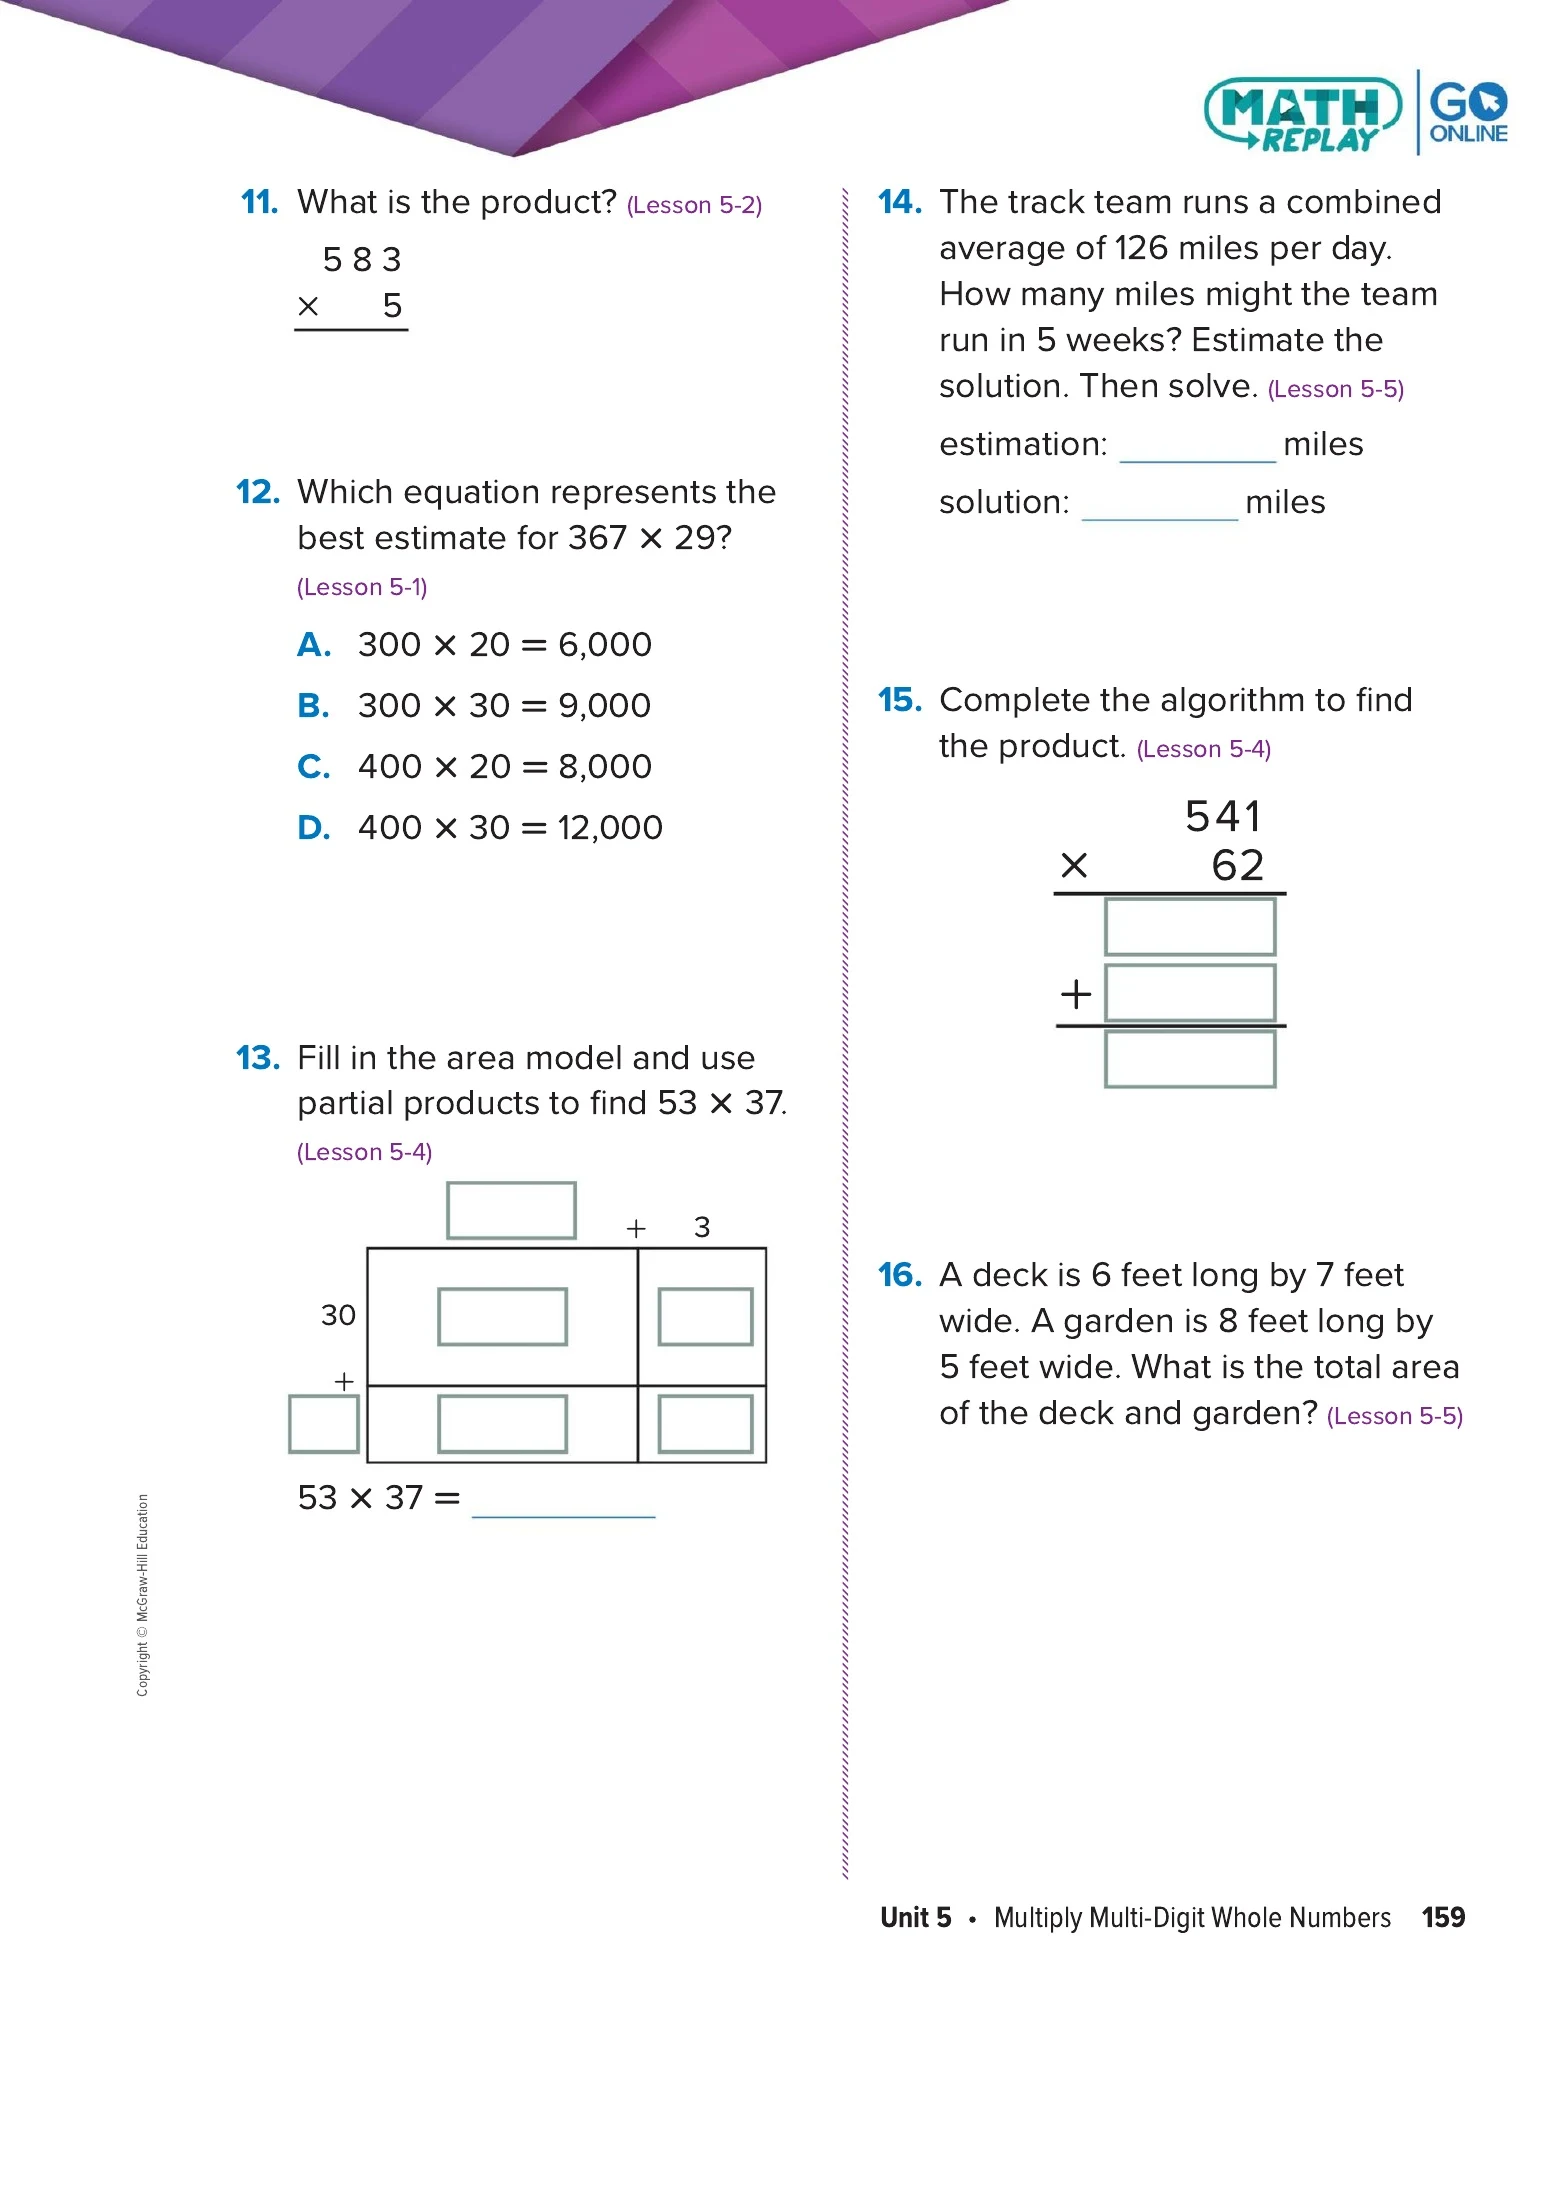 MATH
REPLAY
GO
ONLINE
11. What is the product? (Lesson 5-2)
5 8 3
× 5
12. Which equation represents the
best estimate for 367 × 29?
(Lesson 5-1)
A. 300 × 20 = 6,000
B. 300 × 30 = 9,000
C. 400 × 20 = 8,000
D. 400 × 30 = 12,000
13. Fill in the area model and use
partial products to find 53 × 37.
(Lesson 5-4)
+ 3
30
+
53 × 37 =
14. The track team runs a combined
average of 126 miles per day.
How many miles might the team
run in 5 weeks? Estimate the
solution. Then solve. (Lesson 5-5)
estimation: miles
solution: miles
15. Complete the algorithm to find
the product. (Lesson 5-4)
541
× 62
+
16. A deck is 6 feet long by 7 feet
wide. A garden is 8 feet long by
5 feet wide. What is the total area
of the deck and garden? (Lesson 5-5)
Copyright © McGraw-Hill Education
Unit 5 • Multiply Multi-Digit Whole Numbers 159